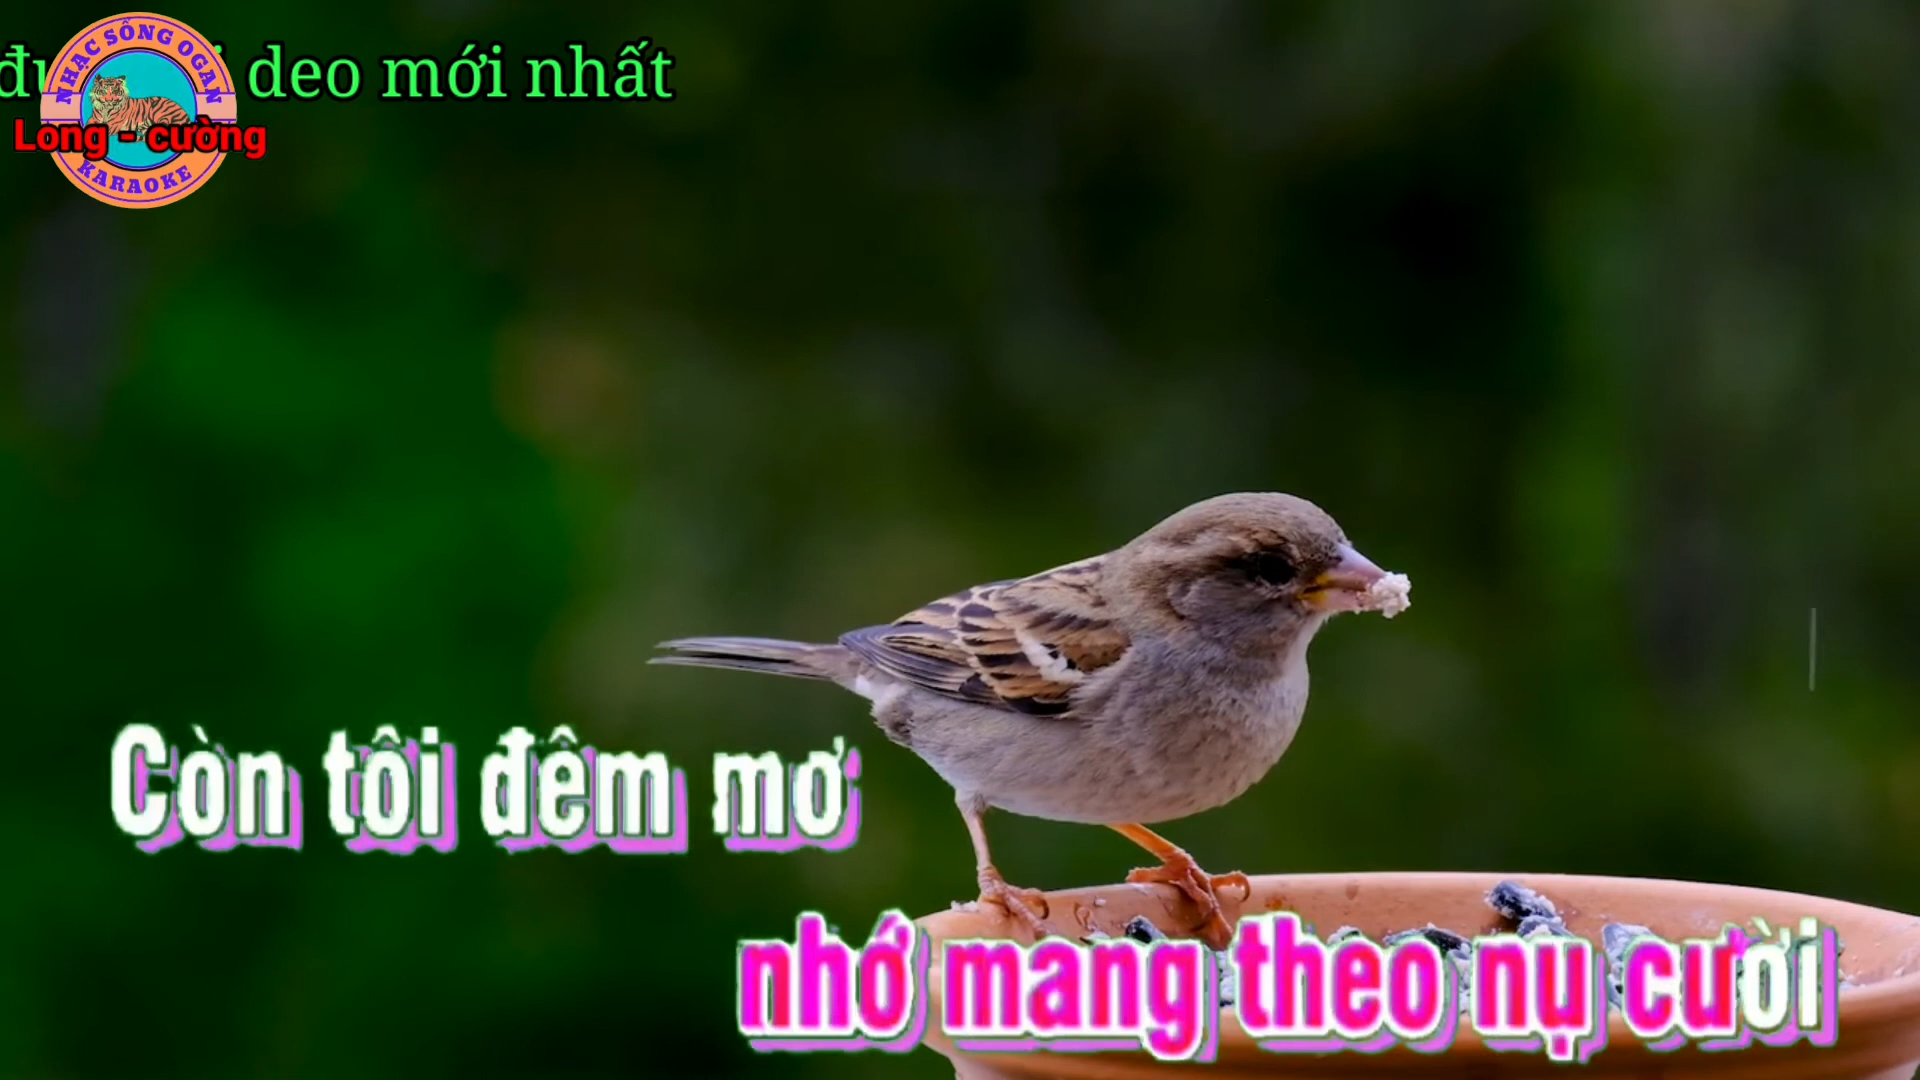 deo mới nhất
NHẠC SỐNG OGAN
Long - cường
KARAOKE
Còn tôi đêm mơ
nhớ mang theo nụ cười